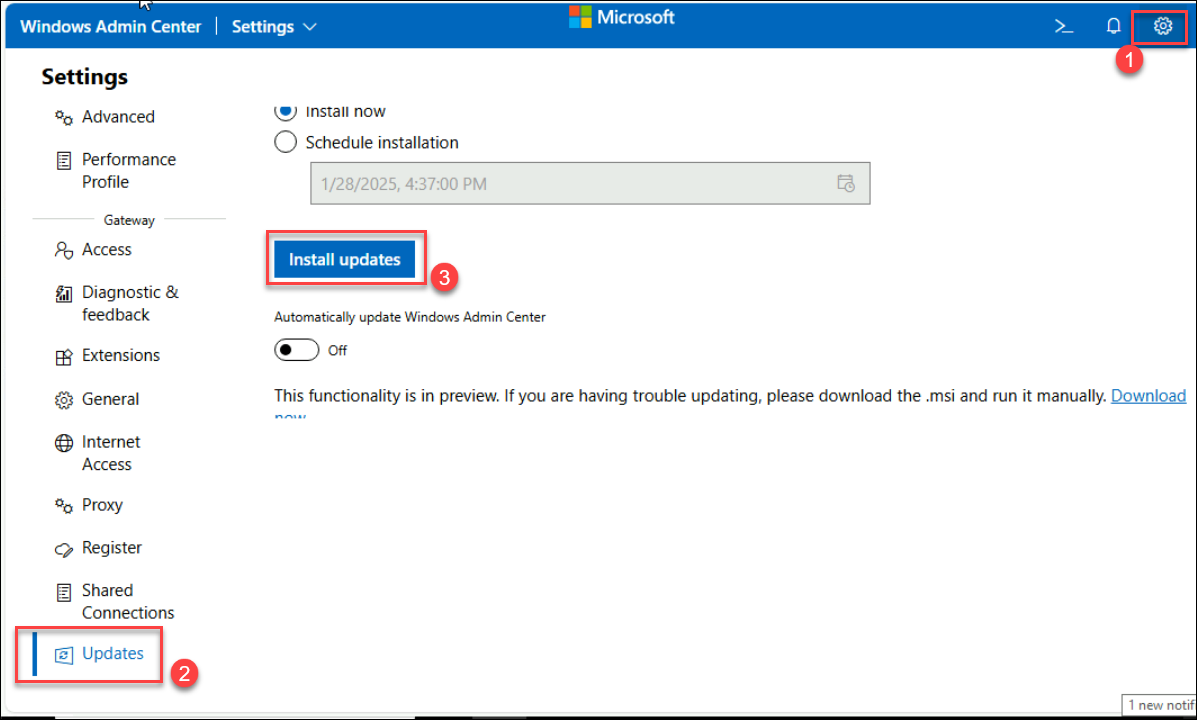 Windows Admin Center
Settings
Microsoft
>_
1
Settings
Advanced
Performance
Profile
Gateway
Access
Diagnostic &
feedback
Extensions
General
Internet
Access
Proxy
Register
Shared
Connections
Updates
2
Install now
Schedule installation
1/28/2025, 4:37:00 PM
Install updates
3
Automatically update Windows Admin Center
Off
This functionality is in preview. If you are having trouble updating, please download the .msi and run it manually. Download
now
1 new notif